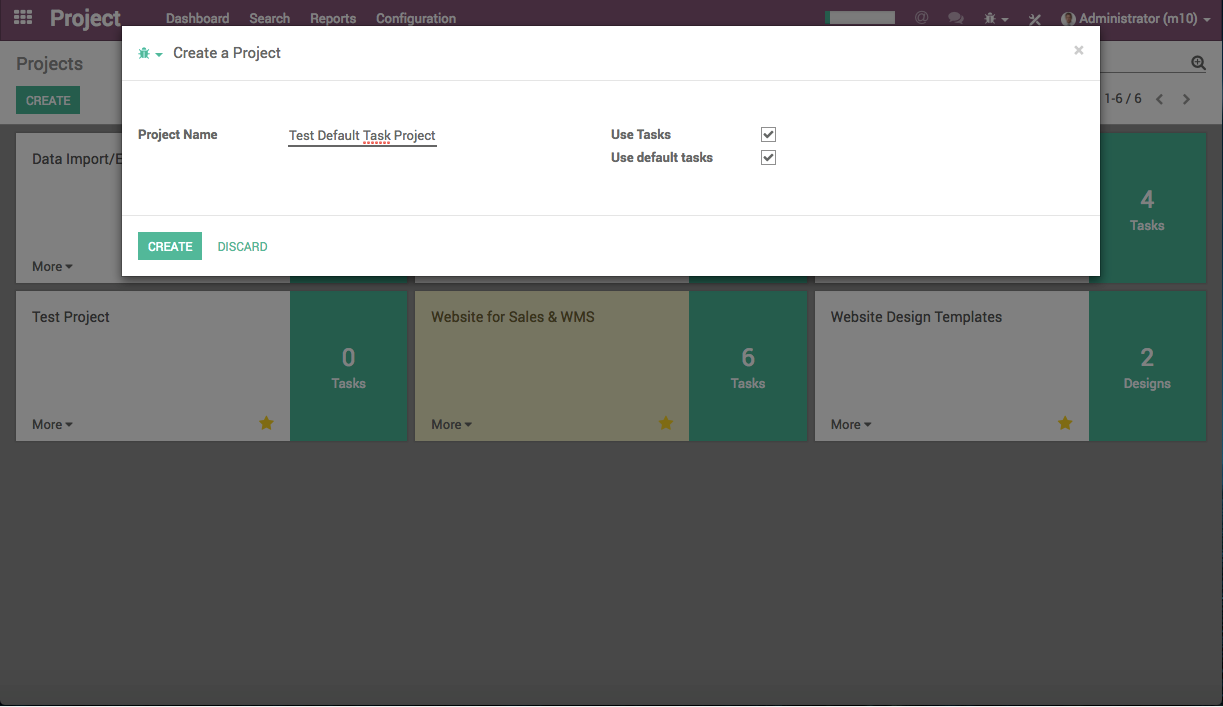 Project Dashboard Search Reports Configuration @ Administrator (m10)
Create a Project ×
Projects
CREATE
1-6 / 6
Project Name Test Default Task Project Use Tasks
Use default tasks
CREATE DISCARD
Data Import/
More
4
Tasks
Test Project
0
Tasks
More
Website for Sales & WMS
6
Tasks
More
Website Design Templates
2
Designs
More